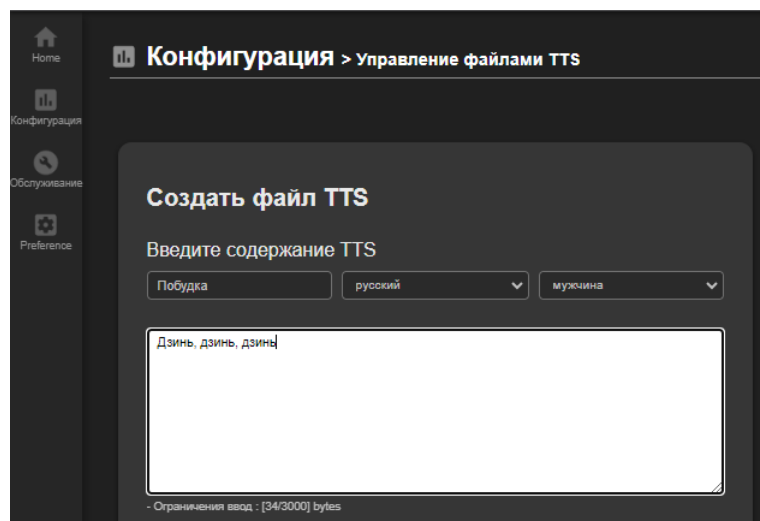 Home
Конфигурация > Управление файлами TTS
Конфигурация
Обслуживание
Создать файл TTS
Preference
Введите содержание TTS
Побудка русский мужчина
Дзинь, дзинь, дзинь
- Ограничения ввод : [34/3000] bytes